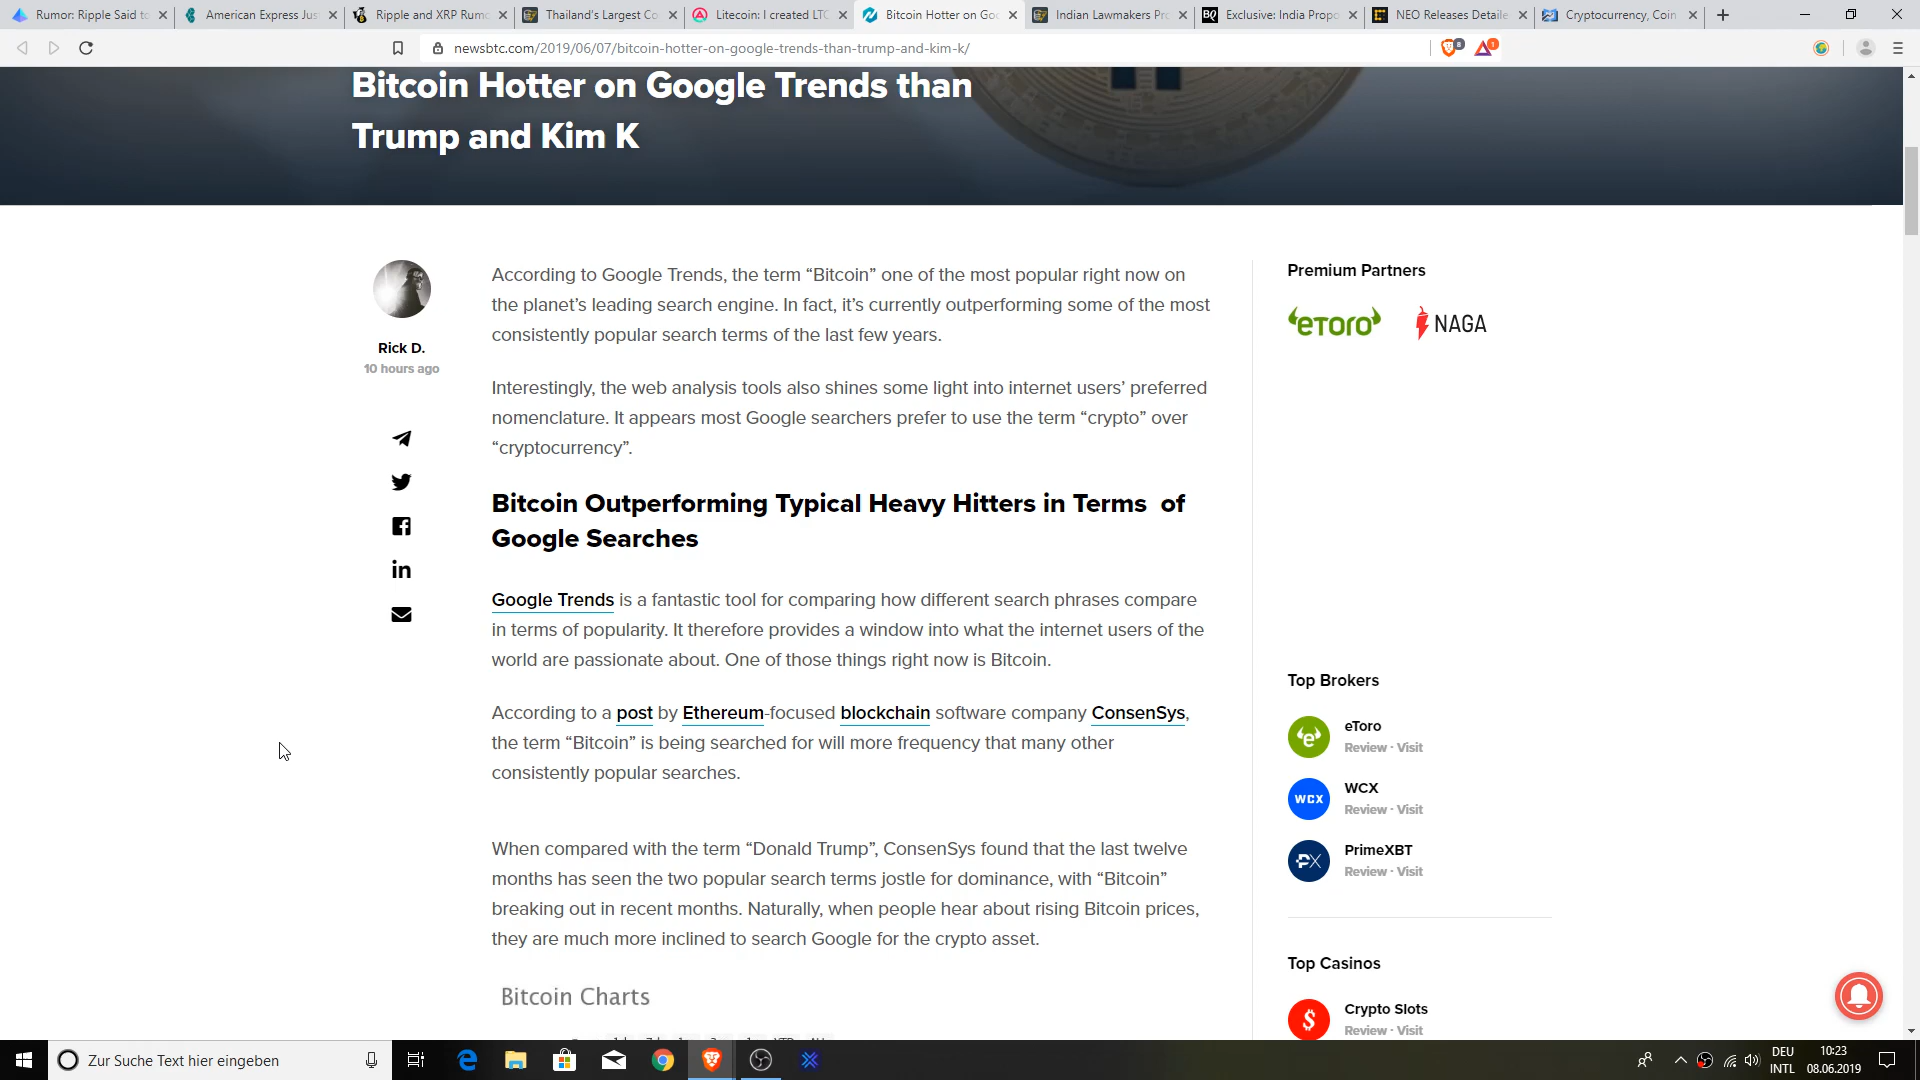 Rumor: Ripple Said to
American Express Jus
Ripple and XRP Rumo
Thailand's Largest Co
Litecoin: I created LTC
Bitcoin Hotter on Goo
Indian Lawmakers Pro
Exclusive: India Propo
NEO Releases Detaile
Cryptocurrency, Coin
newsbtc.com/2019/06/07/bitcoin-hotter-on-google-trends-than-trump-and-kim-k/
8
1
Bitcoin Hotter on Google Trends than
Trump and Kim K
Rick D.
10 hours ago
According to Google Trends, the term “Bitcoin” one of the most popular right now on
the planet’s leading search engine. In fact, it’s currently outperforming some of the most
consistently popular search terms of the last few years.
Interestingly, the web analysis tools also shines some light into internet users’ preferred
nomenclature. It appears most Google searchers prefer to use the term “crypto” over
“cryptocurrency”.
Bitcoin Outperforming Typical Heavy Hitters in Terms of
Google Searches
Google Trends is a fantastic tool for comparing how different search phrases compare
in terms of popularity. It therefore provides a window into what the internet users of the
world are passionate about. One of those things right now is Bitcoin.
According to a post by Ethereum-focused blockchain software company ConsenSys,
the term “Bitcoin” is being searched for will more frequency that many other
consistently popular searches.
When compared with the term “Donald Trump”, ConsenSys found that the last twelve
months has seen the two popular search terms jostle for dominance, with “Bitcoin”
breaking out in recent months. Naturally, when people hear about rising Bitcoin prices,
they are much more inclined to search Google for the crypto asset.
Bitcoin Charts
Premium Partners
eToro
NAGA
Top Brokers
eToro
Review · Visit
WCX
WCX
Review · Visit
PX
PrimeXBT
Review · Visit
Top Casinos
Crypto Slots
Review · Visit
Zur Suche Text hier eingeben
DEU
INTL
10:23
08.06.2019